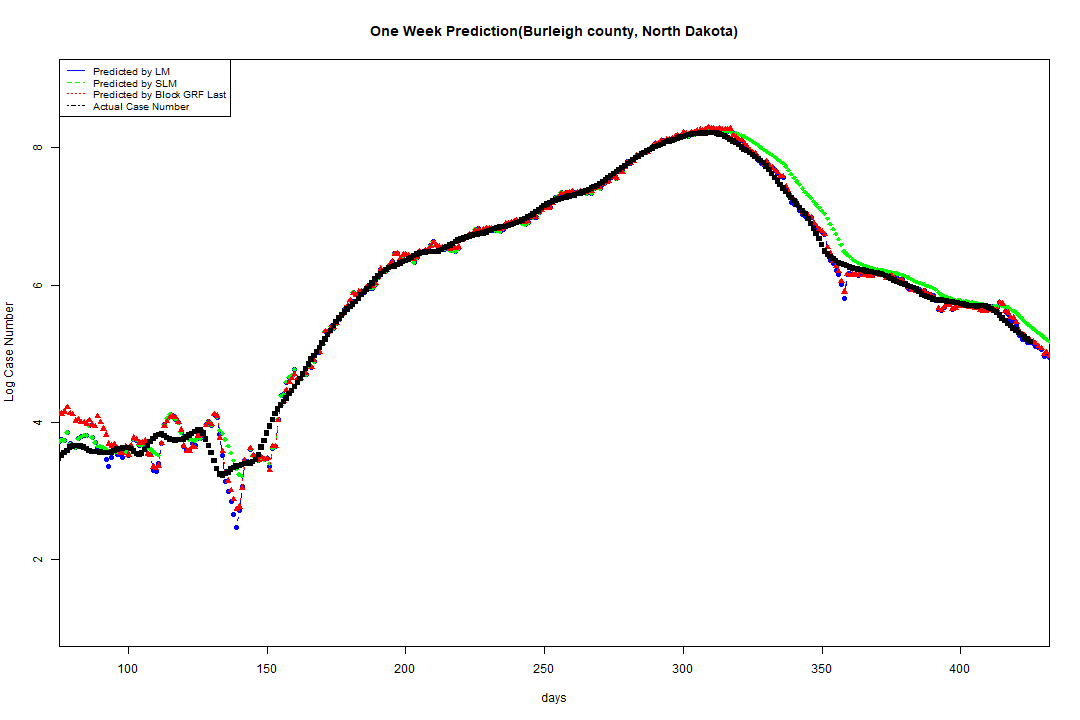 One Week Prediction(Burleigh county, North Dakota)
Predicted by LM
Predicted by SLM
Predicted by Block GRF Last
Actual Case Number
8
6
4
2
Log Case Number
100 150 200 250 300 350 400
days